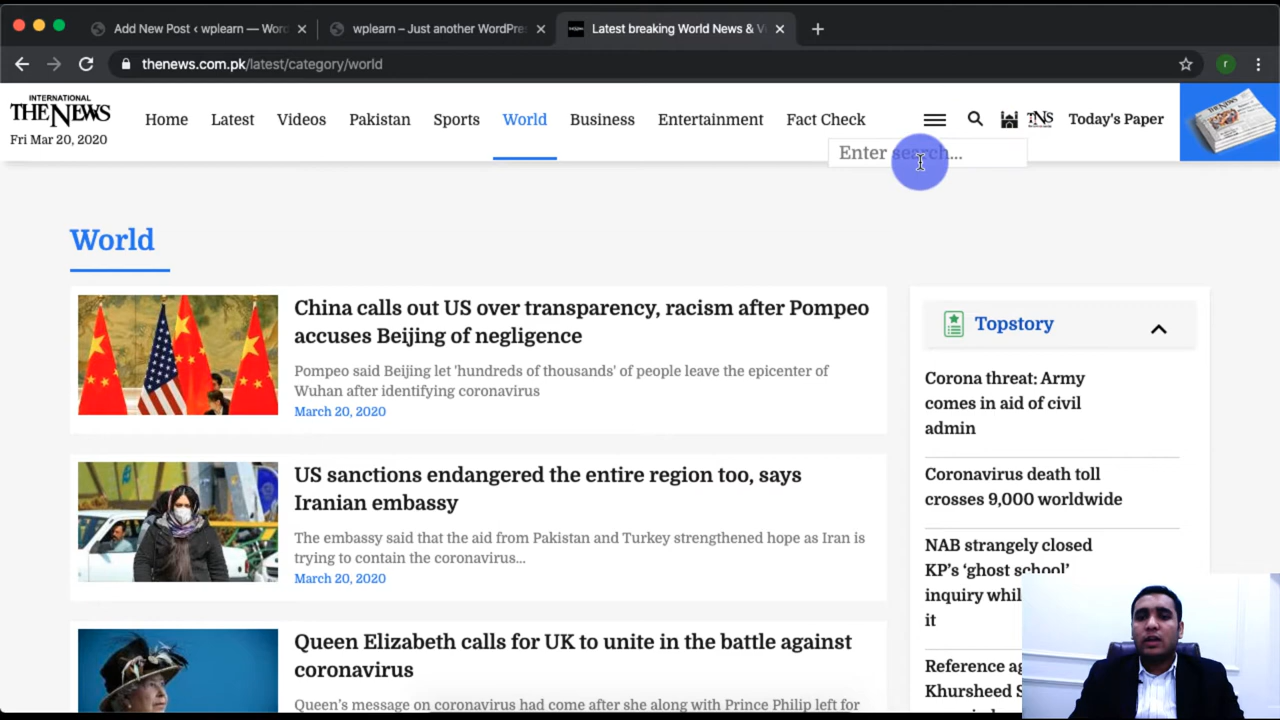 Add New Post ‹ wplearn — Wor
wplearn – Just another WordPre
Latest breaking World News & V
thenews.com.pk/latest/category/world
r
INTERNATIONAL
THE NEWS
Fri Mar 20, 2020
Home
Latest
Videos
Pakistan
Sports
World
Business
Entertainment
Fact Check
TNS
Today's Paper
Enter search...
World
China calls out US over transparency, racism after Pompeo
accuses Beijing of negligence
Pompeo said Beijing let 'hundreds of thousands' of people leave the epicenter of
Wuhan after identifying coronavirus
March 20, 2020
US sanctions endangered the entire region too, says
Iranian embassy
The embassy said that the aid from Pakistan and Turkey strengthened hope as Iran is
trying to contain the coronavirus...
March 20, 2020
Queen Elizabeth calls for UK to unite in the battle against
coronavirus
Queen's message on coronavirus had come after she along with Prince Philip left for
Topstory
Corona threat: Army
comes in aid of civil
admin
Coronavirus death toll
crosses 9,000 worldwide
NAB strangely closed
KP's 'ghost school'
inquiry whil
it
Reference ag
Khursheed S